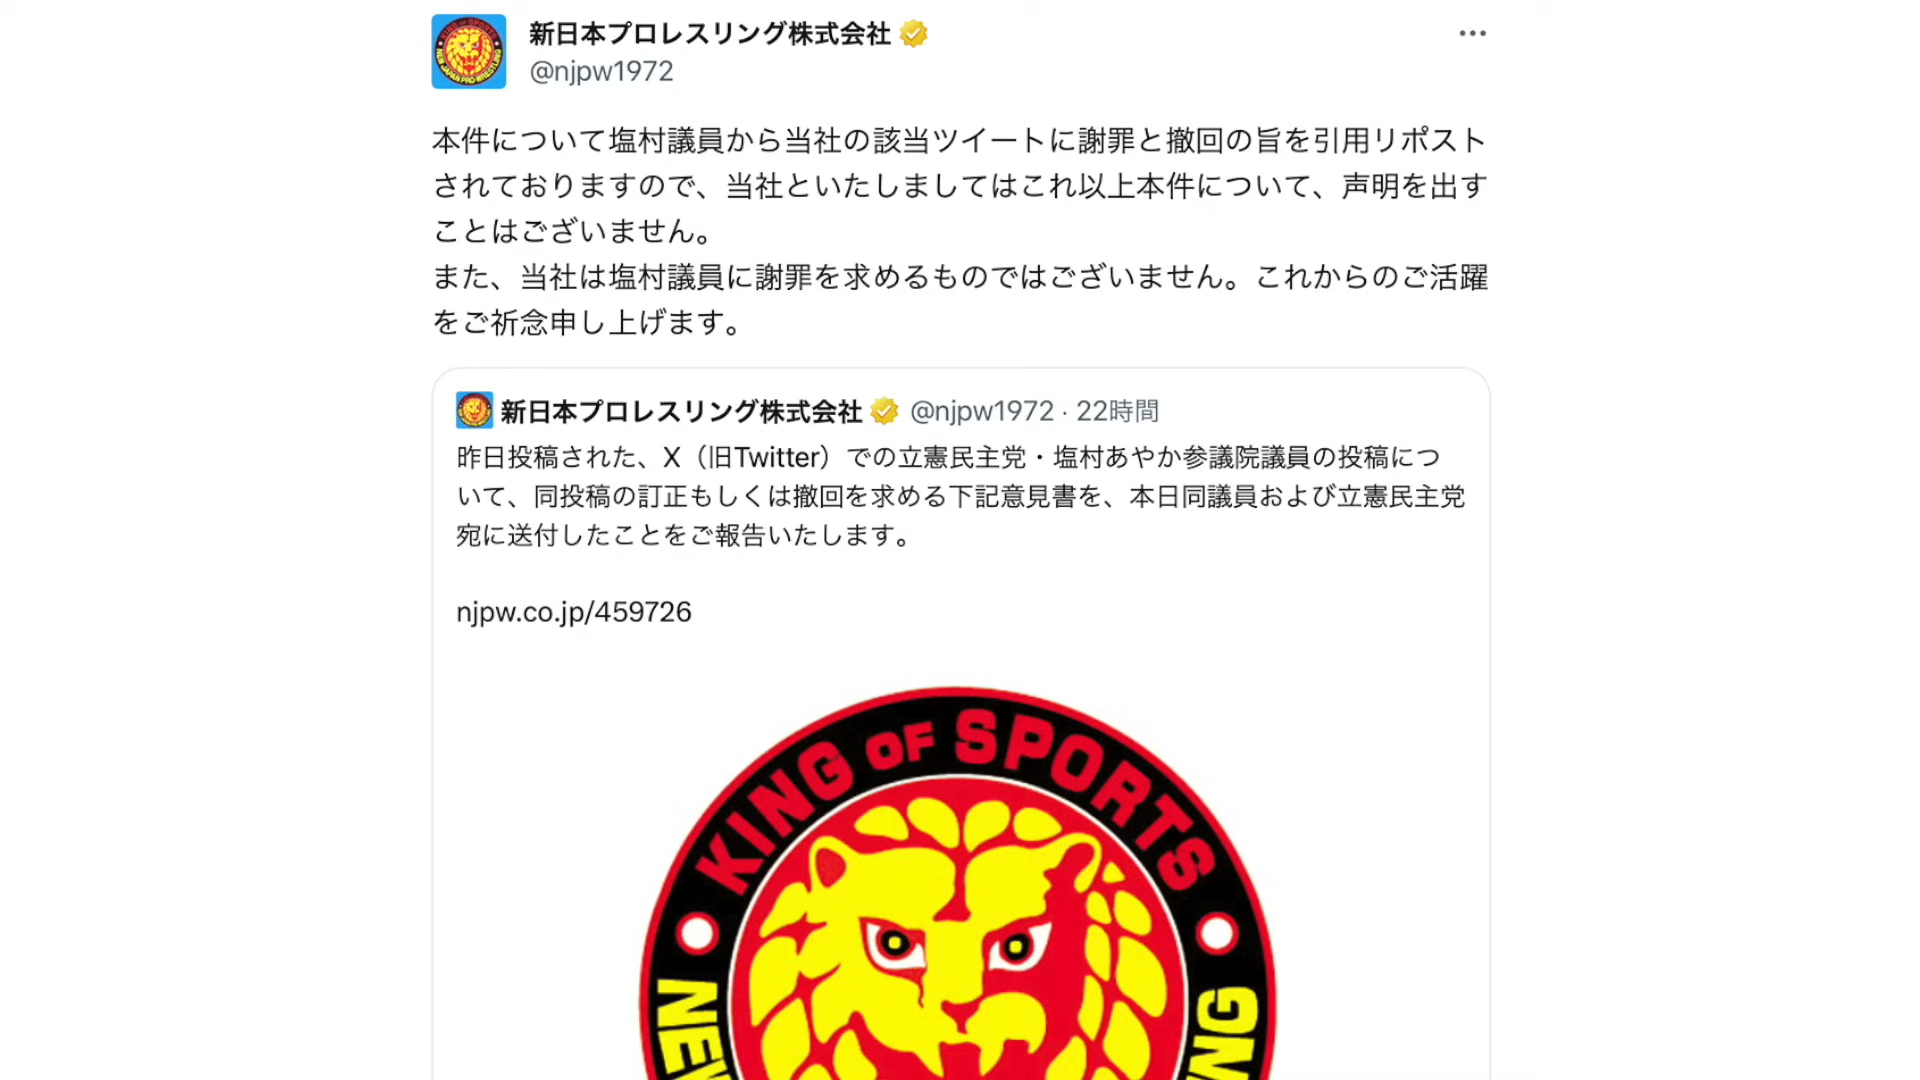 新日本プロレスリング株式会社
@njpw1972
本件について塩村議員から当社の該当ツイートに謝罪と撤回の旨を引用リポスト
されておりますので、当社といたしましてはこれ以上本件について、声明を出す
ことはございません。
また、当社は塩村議員に謝罪を求めるものではございません。これからのご活躍
をご祈念申し上げます。
新日本プロレスリング株式会社 @njpw1972 · 22時間
昨日投稿された、X（旧Twitter）での立憲民主党・塩村あやか参議院議員の投稿につ
いて、同投稿の訂正もしくは撤回を求める下記意見書を、本日同議員および立憲民主党
宛に送付したことをご報告いたします。
njpw.co.jp/459726
KING OF SPORTS